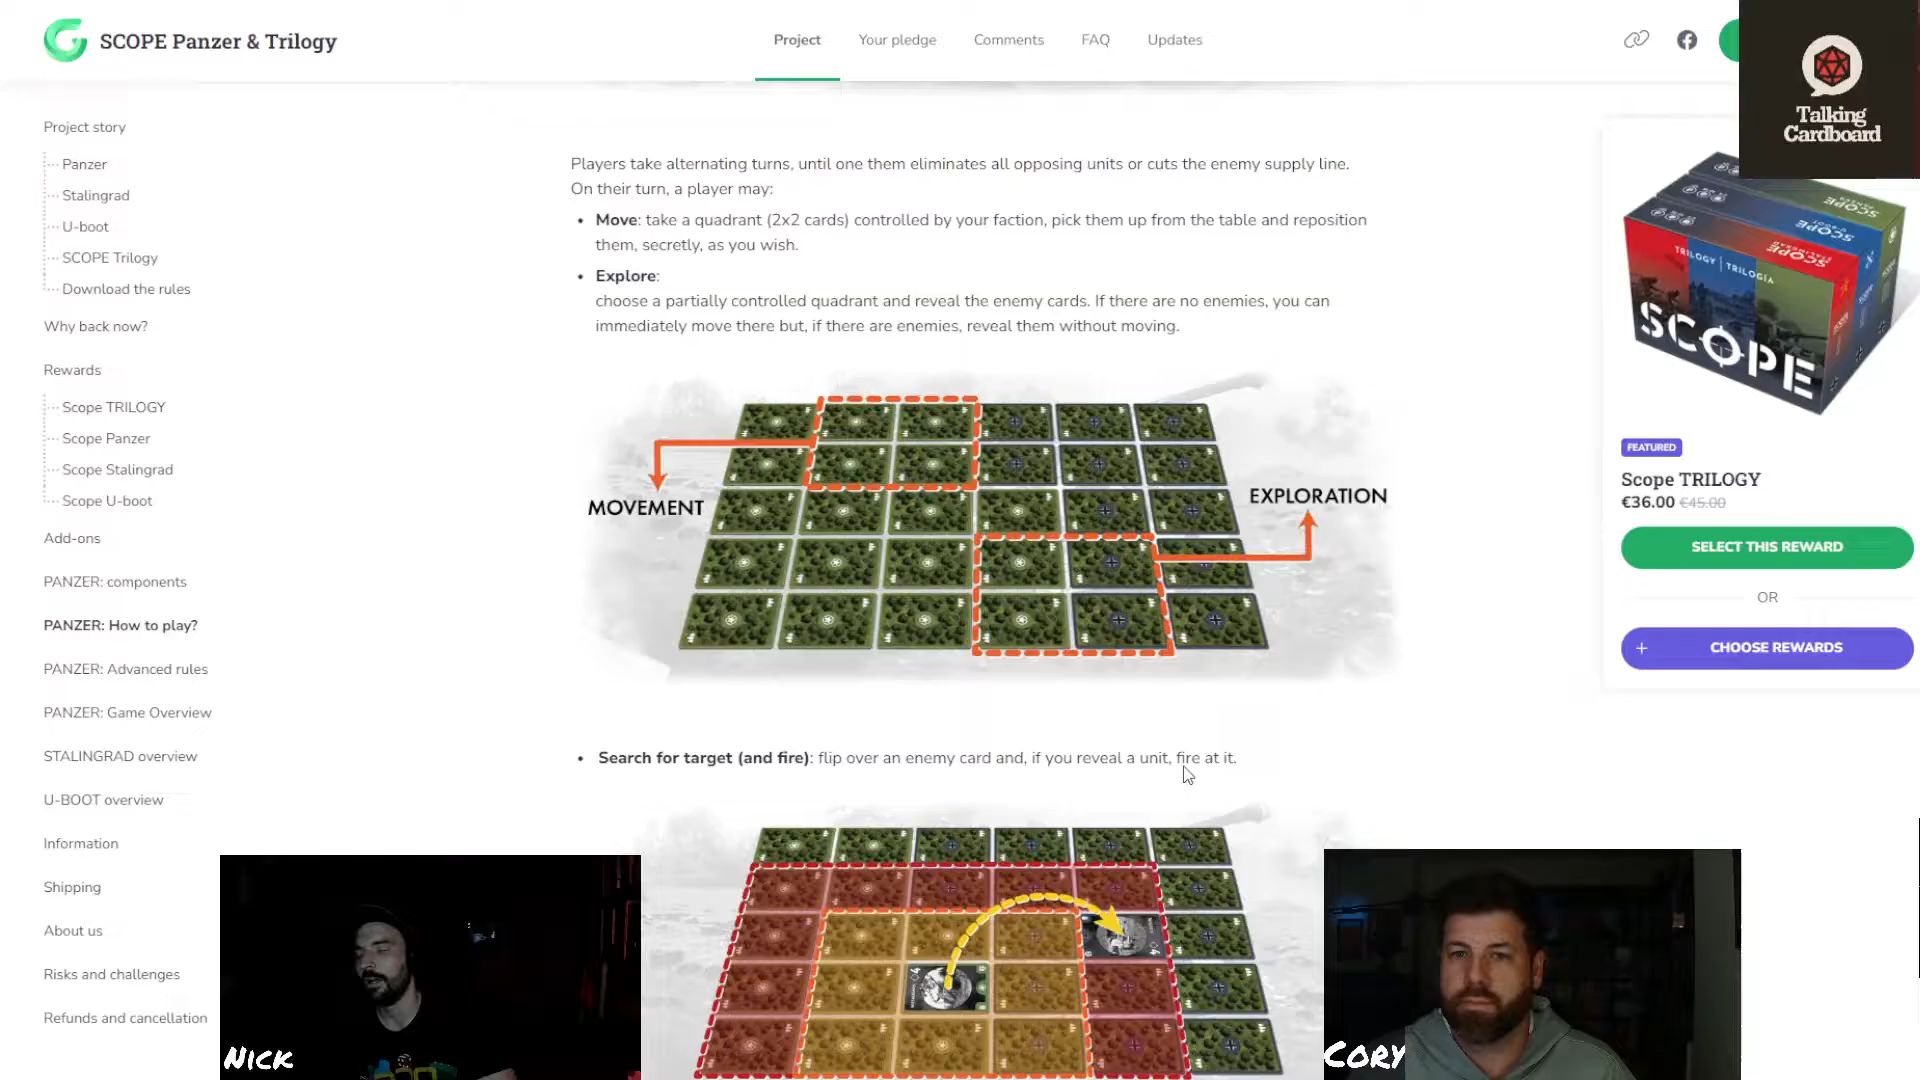 SCOPE Panzer & Trilogy
Project
Your pledge
Comments
FAQ
Updates
Talking
Cardboard
Project story
Panzer
Stalingrad
U-boot
SCOPE Trilogy
Download the rules
Why back now?
Rewards
Scope TRILOGY
Scope Panzer
Scope Stalingrad
Scope U-boot
Add-ons
PANZER: components
PANZER: How to play?
PANZER: Advanced rules
PANZER: Game Overview
STALINGRAD overview
U-BOOT overview
Information
Shipping
About us
Risks and challenges
Refunds and cancellation
Players take alternating turns, until one them eliminates all opposing units or cuts the enemy supply line.
On their turn, a player may:
• Move: take a quadrant (2x2 cards) controlled by your faction, pick them up from the table and reposition
them, secretly, as you wish.
• Explore:
choose a partially controlled quadrant and reveal the enemy cards. If there are no enemies, you can
immediately move there but, if there are enemies, reveal them without moving.
MOVEMENT
EXPLORATION
• Search for target (and fire): flip over an enemy card and, if you reveal a unit, fire at it.
SCOPE
SCOPE
SCOPE
TRILOGY | TRILOGÍA
SCOPE
FEATURED
Scope TRILOGY
€36.00 €45.00
SELECT THIS REWARD
OR
+ CHOOSE REWARDS
NICK
CORY